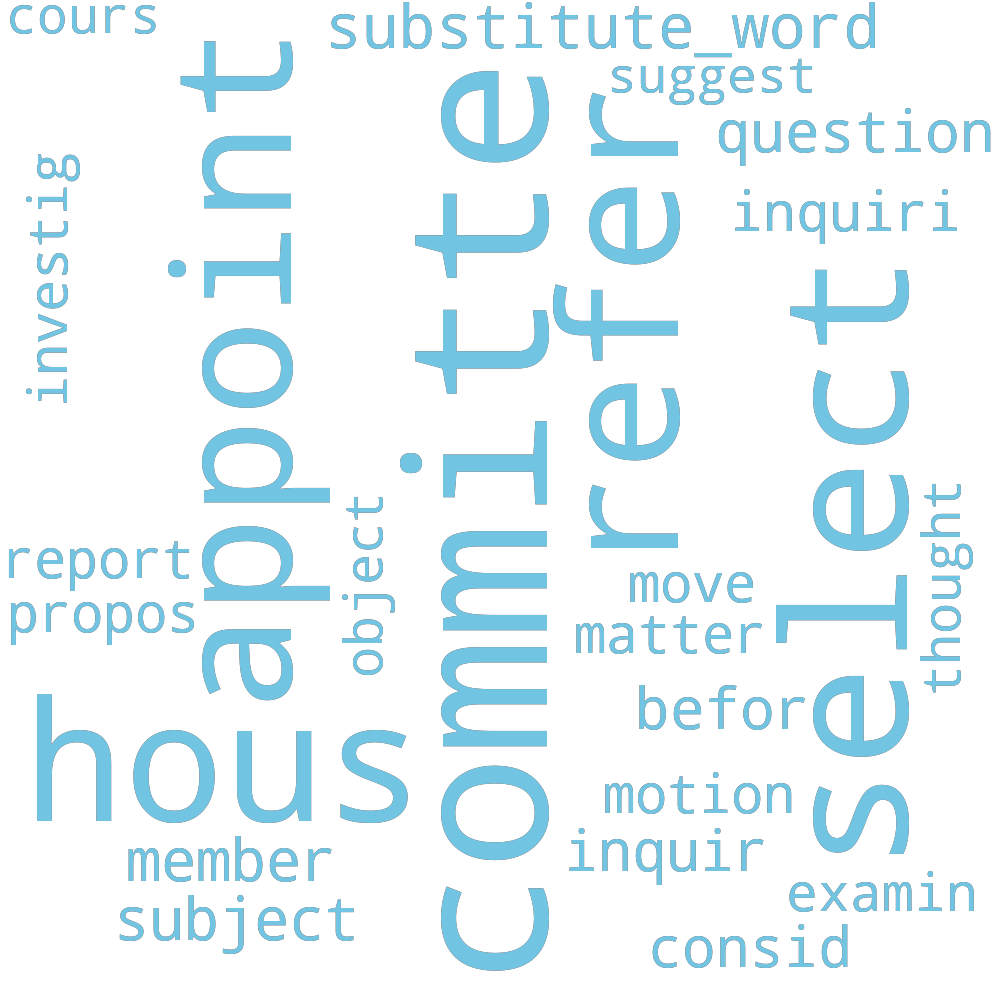 cours
substitute_word
suggest
question
investig
inquiri
appoint
committe
refer
select
report
propos
object
thought
move
matter
befor
hous
motion
inquir
member
subject
examin
consid